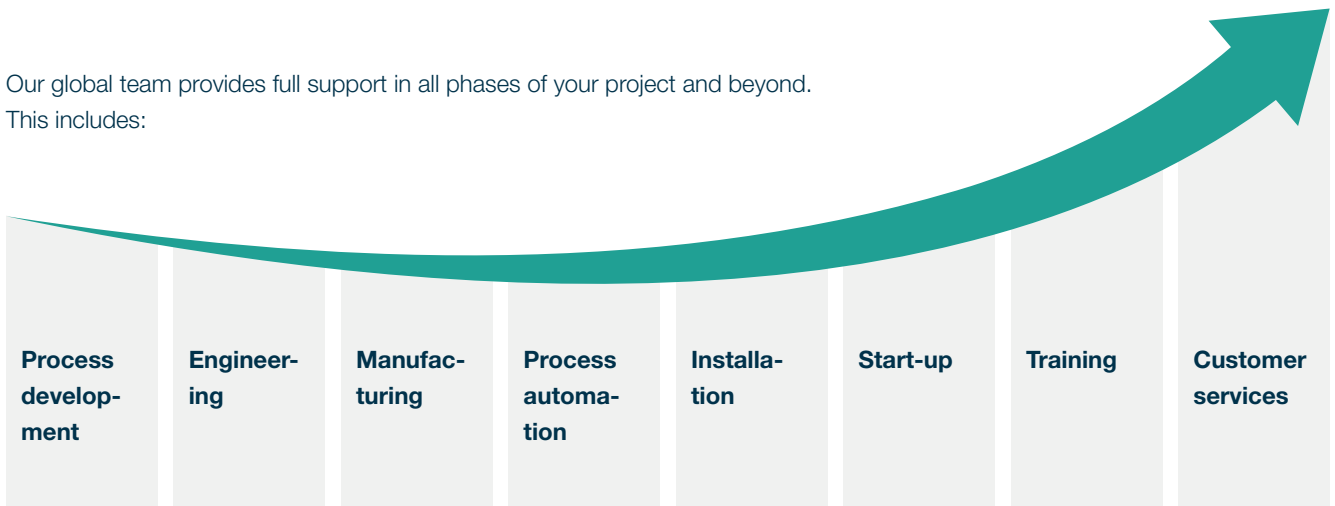 Our global team provides full support in all phases of your project and beyond.
This includes:
Process
develop-
ment
Engineer-
ing
Manufac-
turing
Process
automa-
tion
Installa-
tion
Start-up
Training
Customer
services